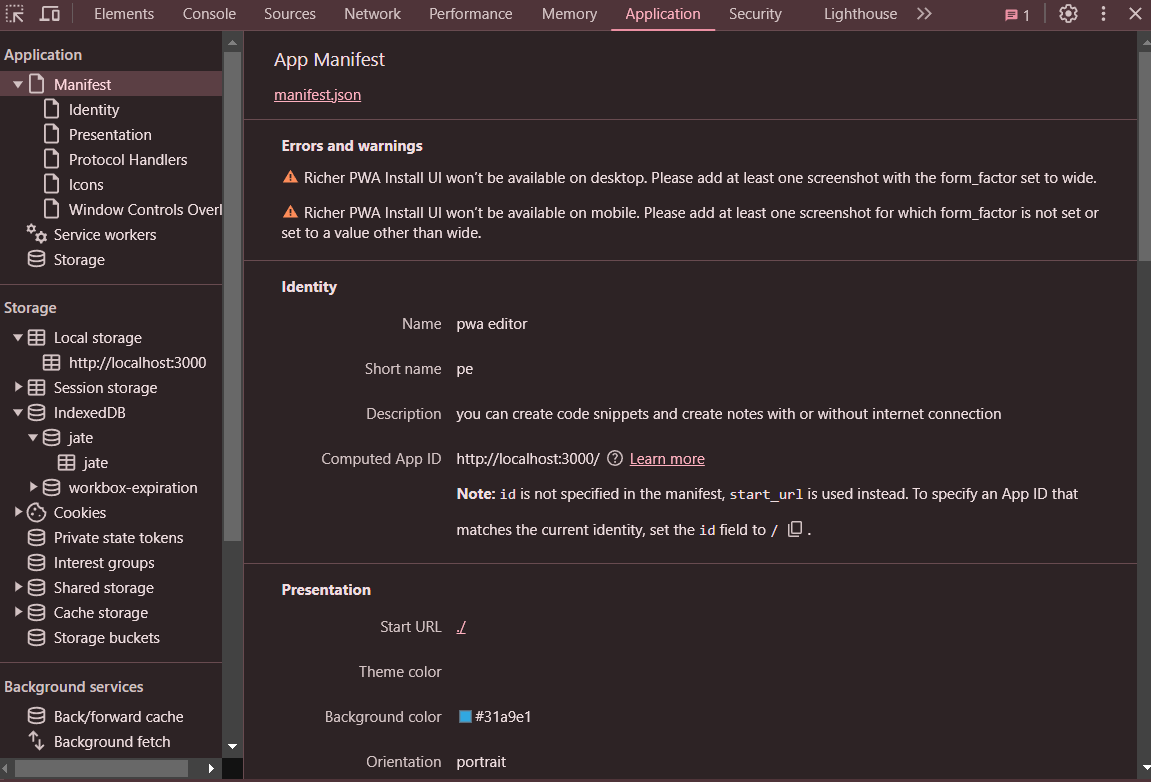 Elements Console Sources Network Performance Memory Application Security Lighthouse 1
Application
Manifest
Identity
Presentation
Protocol Handlers
Icons
Window Controls Overl
Service workers
Storage
Storage
Local storage
http://localhost:3000
Session storage
IndexedDB
jate
jate
workbox-expiration
Cookies
Private state tokens
Interest groups
Shared storage
Cache storage
Storage buckets
Background services
Back/forward cache
Background fetch
App Manifest
manifest.json
Errors and warnings
Richer PWA Install UI won’t be available on desktop. Please add at least one screenshot with the form_factor set to wide.
Richer PWA Install UI won’t be available on mobile. Please add at least one screenshot for which form_factor is not set or
set to a value other than wide.
Identity
Name pwa editor
Short name pe
Description you can create code snippets and create notes with or without internet connection
Computed App ID http://localhost:3000/ Learn more
Note: id is not specified in the manifest, start_url is used instead. To specify an App ID that
matches the current identity, set the id field to / .
Presentation
Start URL ./
Theme color
Background color #31a9e1
Orientation portrait